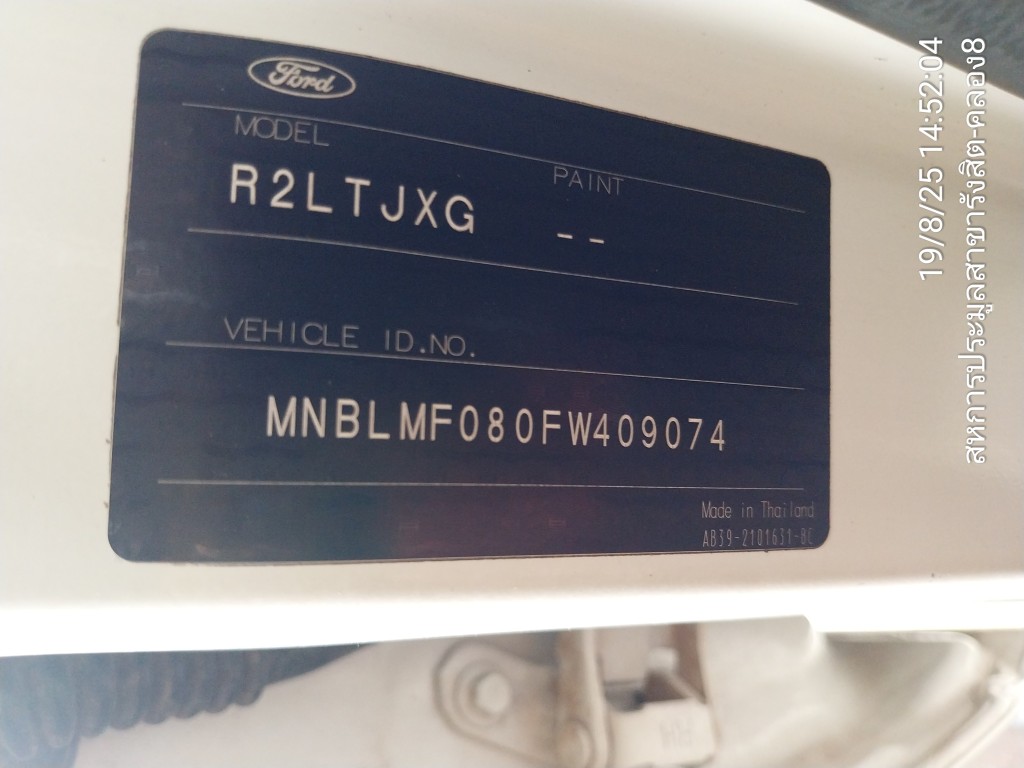 Ford
MODEL
PAINT
R2LTJXG
--
VEHICLE ID.NO.
MNBLMF080FW409074
Made in Thailand
AB39-2101631-BC
19/8/25 14:52:04
สหการประมูลสาขารังสิต-คลอง8